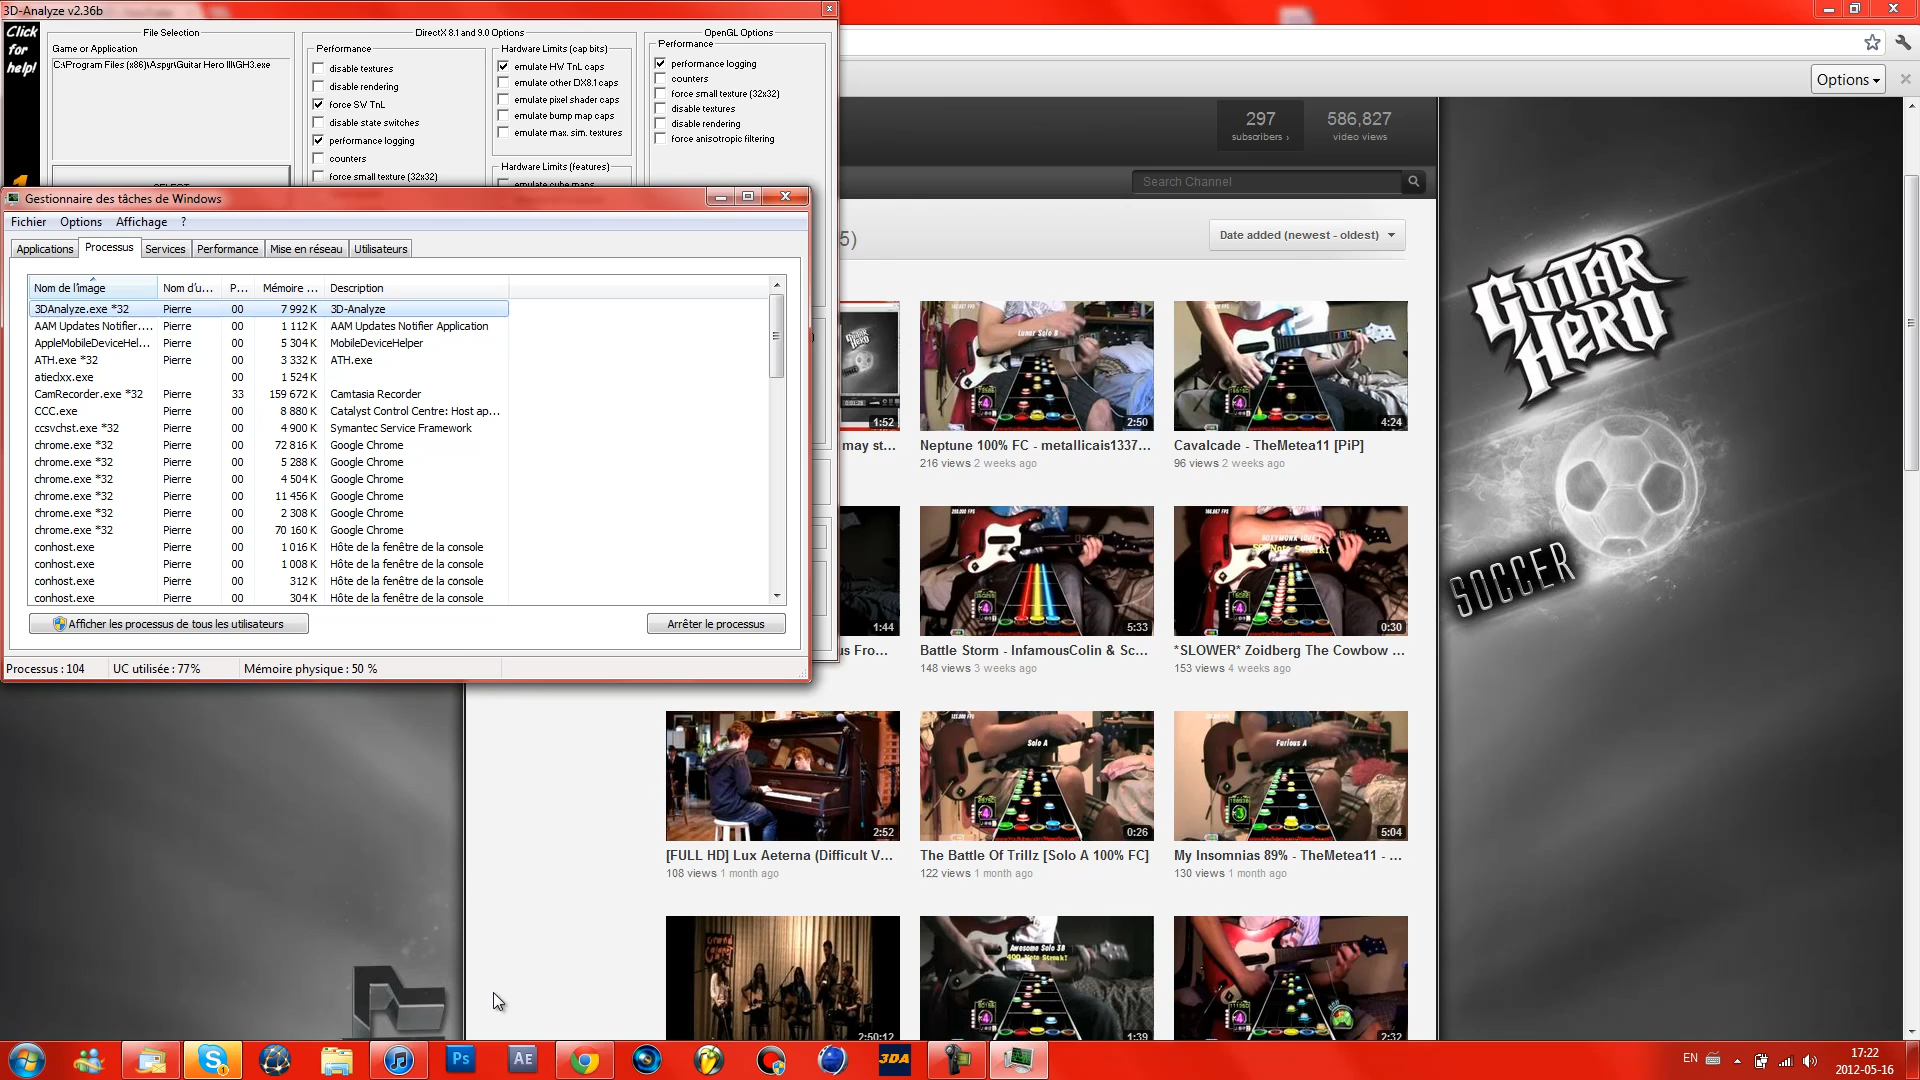 3D-Analyze v2.36b
Click for help!
File Selection
Game or Application
C:\Program Files (x86)\Aspyr\Guitar Hero III\GH3.exe
DirectX 8.1 and 9.0 Options
Performance
disable textures
disable rendering
force SW TnL
disable state switches
performance logging
counters
force small texture (32x32)
Hardware Limits (cap bits)
emulate HW TnL caps
emulate other DX8.1 caps
emulate pixel shader caps
emulate bump map caps
emulate max. sim. textures
Hardware Limits (features)
OpenGL Options
Performance
performance logging
counters
force small texture (32x32)
disable textures
disable rendering
force anisotropic filtering
Options
297
subscribers ›
586,827
video views
Search Channel
5)
Date added (newest - oldest)
Gestionnaire des tâches de Windows
Fichier Options Affichage ?
Applications Processus Services Performance Mise en réseau Utilisateurs
Nom de l'image Nom d'u... P... Mémoire ... Description
3DAnalyze.exe *32 Pierre 00 7 992 K 3D-Analyze
AAM Updates Notifier.... Pierre 00 1 112 K AAM Updates Notifier Application
AppleMobileDeviceHel... Pierre 00 5 304 K MobileDeviceHelper
ATH.exe *32 Pierre 00 3 332 K ATH.exe
atieclxx.exe 00 1 524 K
CamRecorder.exe *32 Pierre 33 159 672 K Camtasia Recorder
CCC.exe Pierre 00 8 880 K Catalyst Control Centre: Host ap...
ccsvchst.exe *32 Pierre 00 4 900 K Symantec Service Framework
chrome.exe *32 Pierre 00 72 816 K Google Chrome
chrome.exe *32 Pierre 00 5 288 K Google Chrome
chrome.exe *32 Pierre 00 4 504 K Google Chrome
chrome.exe *32 Pierre 00 11 456 K Google Chrome
chrome.exe *32 Pierre 00 2 308 K Google Chrome
chrome.exe *32 Pierre 00 70 160 K Google Chrome
conhost.exe Pierre 00 1 016 K Hôte de la fenêtre de la console
conhost.exe Pierre 00 1 008 K Hôte de la fenêtre de la console
conhost.exe Pierre 00 312 K Hôte de la fenêtre de la console
conhost.exe Pierre 00 304 K Hôte de la fenêtre de la console
Afficher les processus de tous les utilisateurs
Arrêter le processus
Processus : 104 UC utilisée : 77% Mémoire physique : 50 %
1:52
may st...
Lunar Solo B
2:50
Neptune 100% FC - metallicais1337...
216 views 2 weeks ago
4:24
Cavalcade - TheMetea11 [PiP]
96 views 2 weeks ago
1:44
us Fro...
5:33
Battle Storm - InfamousColin & Sc...
148 views 3 weeks ago
0:30
*SLOWER* Zoidberg The Cowbow ...
153 views 4 weeks ago
2:52
[FULL HD] Lux Aeterna (Difficult V...
108 views 1 month ago
Solo A
0:26
The Battle Of Trillz [Solo A 100% FC]
122 views 1 month ago
Furious A
5:04
My Insomnias 89% - TheMetea11 - ...
130 views 1 month ago
2:50:12
Awesome Solo 3B
400 Note Streak!
1:39
2:32
GUITAR HERO
SOCCER
Ps
AE
3DA
EN
17:22
2012-05-16